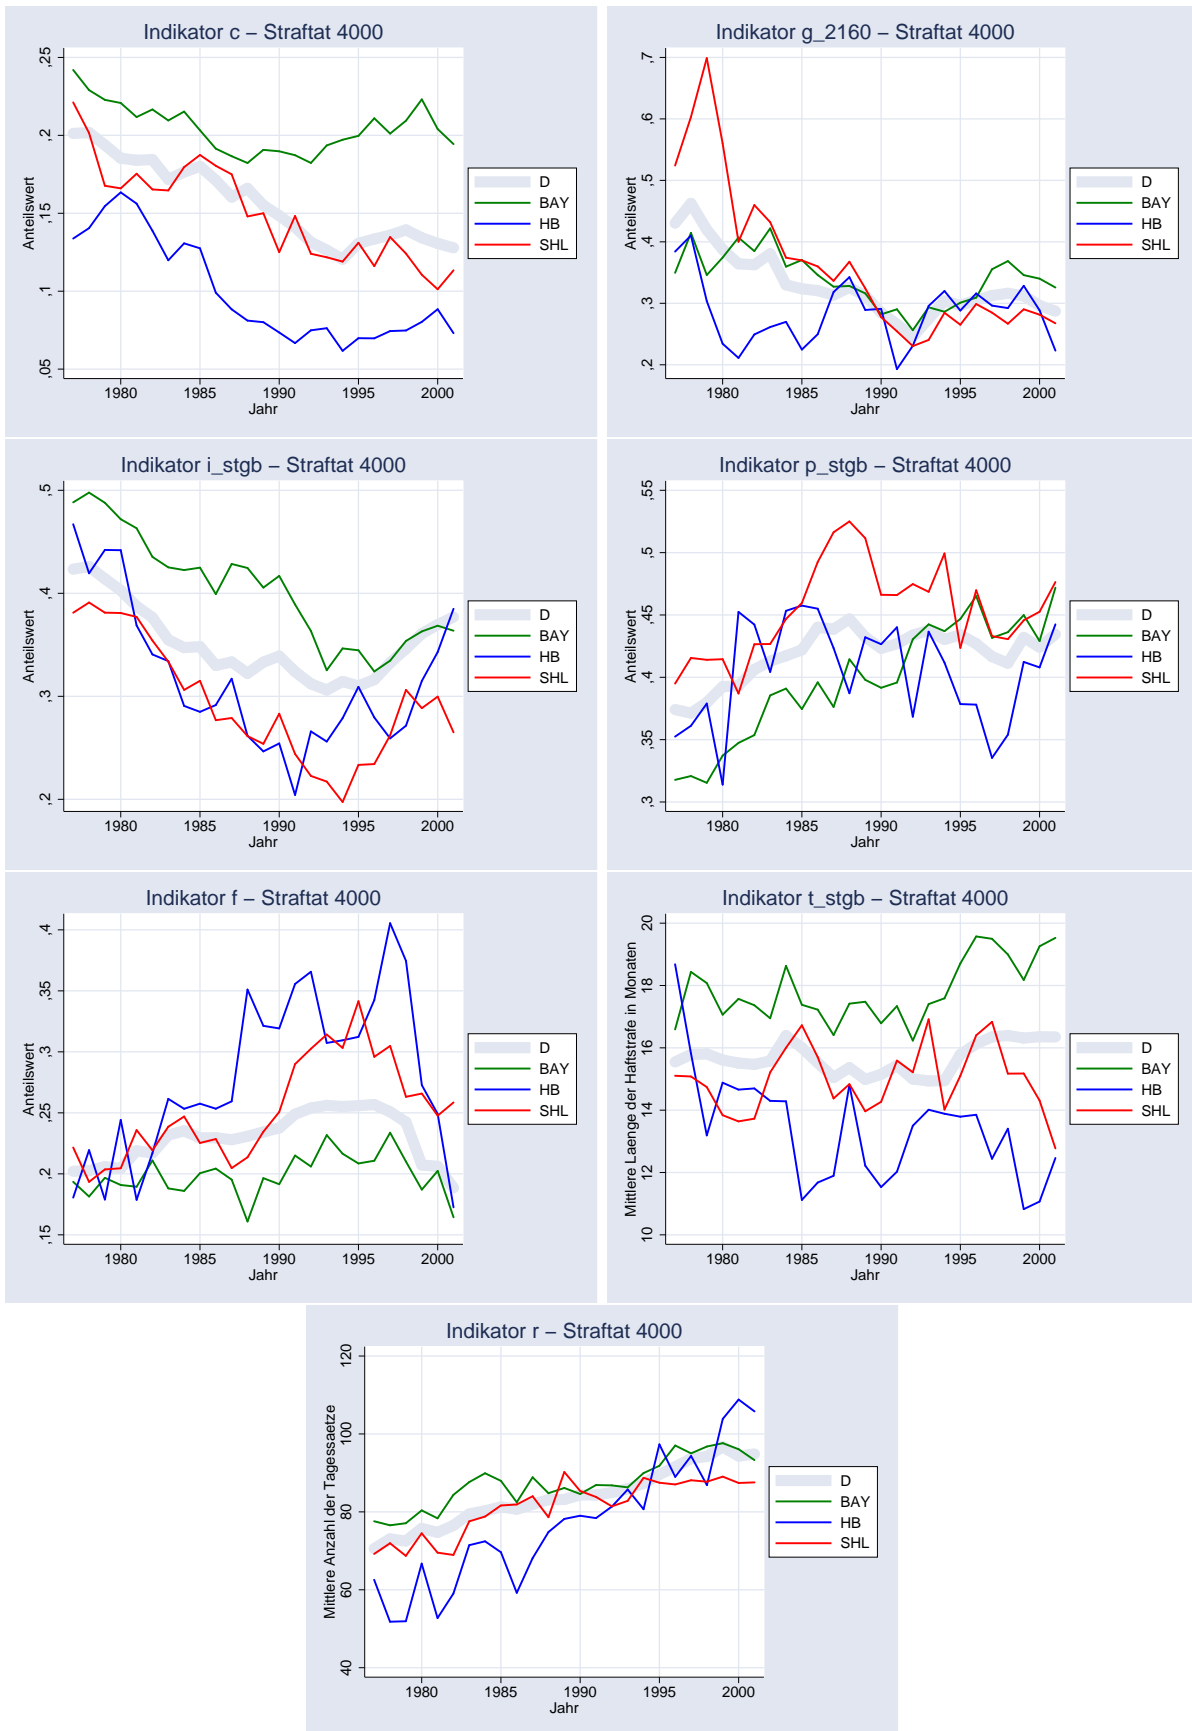 Indikator c – Straftat 4000
Anteilswert
,25
,2
,15
,1
,05
1980 1985 1990 1995 2000
Jahr
D
BAY
HB
SHL
Indikator g_2160 – Straftat 4000
Anteilswert
,7
,6
,5
,4
,3
,2
1980 1985 1990 1995 2000
Jahr
D
BAY
HB
SHL
Indikator i_stgb – Straftat 4000
Anteilswert
,5
,4
,3
,2
1980 1985 1990 1995 2000
Jahr
D
BAY
HB
SHL
Indikator p_stgb – Straftat 4000
Anteilswert
,55
,5
,45
,4
,35
,3
1980 1985 1990 1995 2000
Jahr
D
BAY
HB
SHL
Indikator f – Straftat 4000
Anteilswert
,4
,35
,3
,25
,2
,15
1980 1985 1990 1995 2000
Jahr
D
BAY
HB
SHL
Indikator t_stgb – Straftat 4000
Mittlere Laenge der Haftstrafe in Monaten
20
18
16
14
12
10
1980 1985 1990 1995 2000
Jahr
D
BAY
HB
SHL
Indikator r – Straftat 4000
Mittlere Anzahl der Tagessaetze
120
100
80
60
40
1980 1985 1990 1995 2000
Jahr
D
BAY
HB
SHL